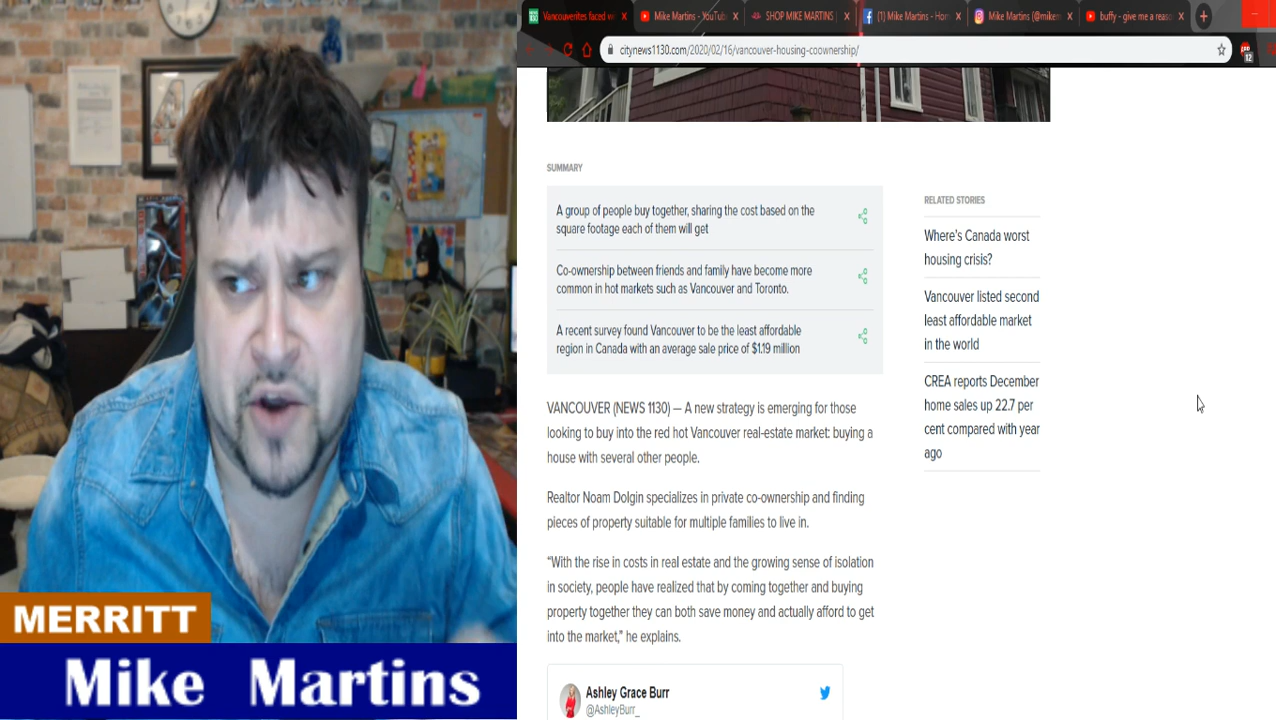 Vancouverites faced w
Mike Martins - YouTub
SHOP MIKE MARTINS
(1) Mike Martins - Hom
Mike Martins (@mikem
buffy - give me a reaso
citynews1130.com/2020/02/16/vancouver-housing-coownership/
12
SUMMARY
A group of people buy together, sharing the cost based on the
square footage each of them will get
Co-ownership between friends and family have become more
common in hot markets such as Vancouver and Toronto.
A recent survey found Vancouver to be the least affordable
region in Canada with an average sale price of $1.19 million
RELATED STORIES
Where's Canada worst
housing crisis?
Vancouver listed second
least affordable market
in the world
CREA reports December
home sales up 22.7 per
cent compared with year
ago
VANCOUVER (NEWS 1130) — A new strategy is emerging for those
looking to buy into the red hot Vancouver real-estate market: buying a
house with several other people.
Realtor Noam Dolgin specializes in private co-ownership and finding
pieces of property suitable for multiple families to live in.
“With the rise in costs in real estate and the growing sense of isolation
in society, people have realized that by coming together and buying
property together they can both save money and actually afford to get
into the market,” he explains.
Ashley Grace Burr
@AshleyBurr_
MERRITT
Mike Martins